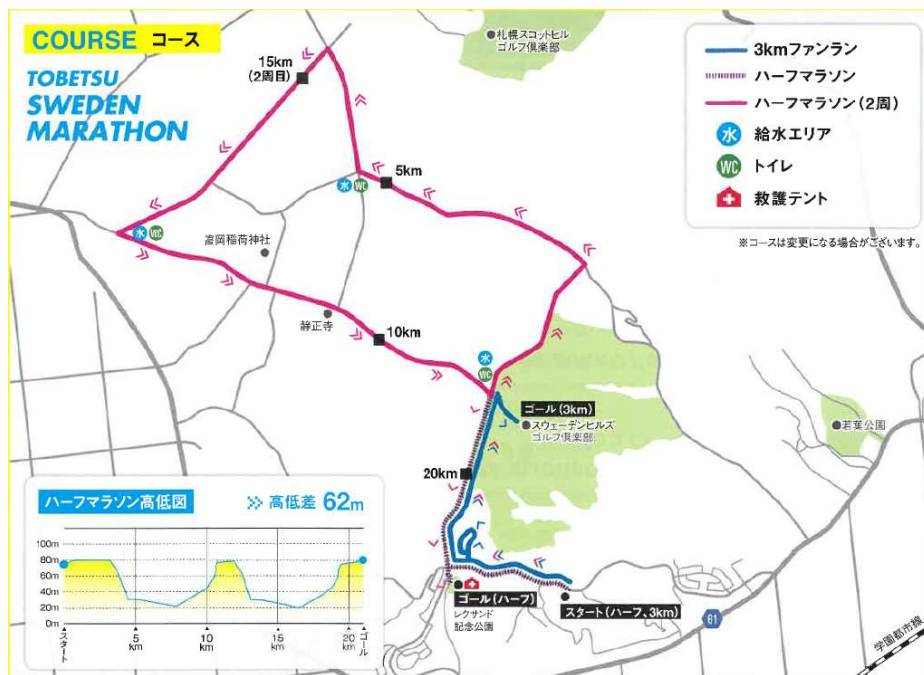 COURSE コース
TOBETSU
SWEDEN
MARATHON
15km
(2周目)
札幌スコットヒル
ゴルフ倶楽部
3kmファンラン
ハーフマラソン
ハーフマラソン(2周)
水 給水エリア
WC トイレ
救護テント
※コースは変更になる場合がございます。
5km
水 WC
水 WC
高岡稲荷神社
静正寺
10km
水
WC
ゴール(3km)
スウェーデンヒルズ
ゴルフ倶楽部
若葉公園
20km
ゴール(ハーフ)
レクサンド
記念公園
スタート(ハーフ、3km)
81
学園都市線
ハーフマラソン高低図
高低差 62m
100m
80m
60m
40m
20m
0m
スタート
5
km
10
km
15
km
20
km
ゴール